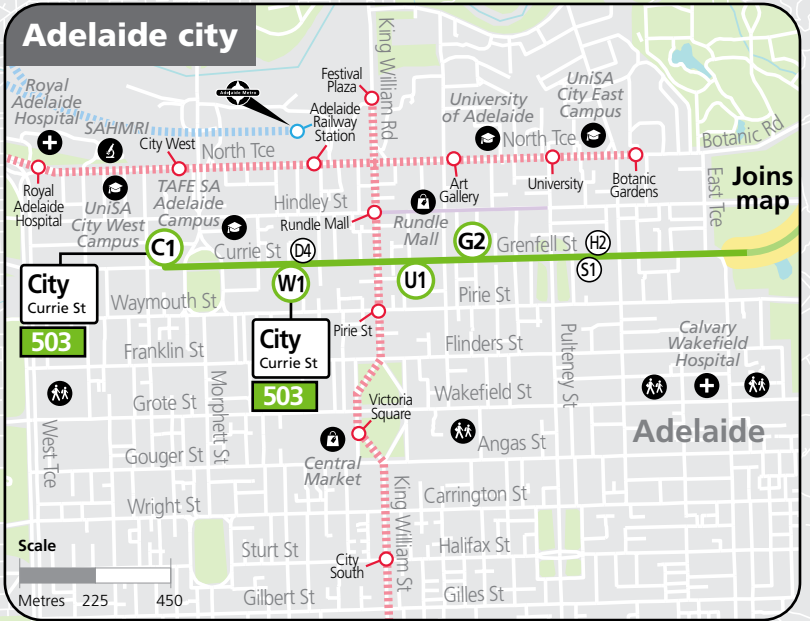 Adelaide city
King William Rd
Festival
Plaza
Royal
Adelaide
Hospital
Adelaide Metro
Adelaide
Railway
Station
University
of Adelaide
UniSA
City East
Campus
SAHMRI
City West
North Tce
North Tce
Botanic Rd
Royal
Adelaide
Hospital
UniSA
City West
Campus
TAFE SA
Adelaide
Campus
Hindley St
Rundle Mall
Rundle
Mall
Art
Gallery
University
Botanic
Gardens
East Tce
Joins
map
C1
Currie St
D4
G2
Grenfell St
H2
City
Currie St
503
W1
U1
S1
Waymouth St
Pirie St
City
Currie St
503
Pirie St
Franklin St
Flinders St
Pulteney St
Calvary
Wakefield
Hospital
Morphett St
Grote St
Victoria
Square
Wakefield St
Adelaide
West Tce
Gouger St
Central
Market
Angas St
Wright St
King William St
Carrington St
Scale
Sturt St
City
South
Halifax St
Metres 225 450
Gilbert St
Gilles St